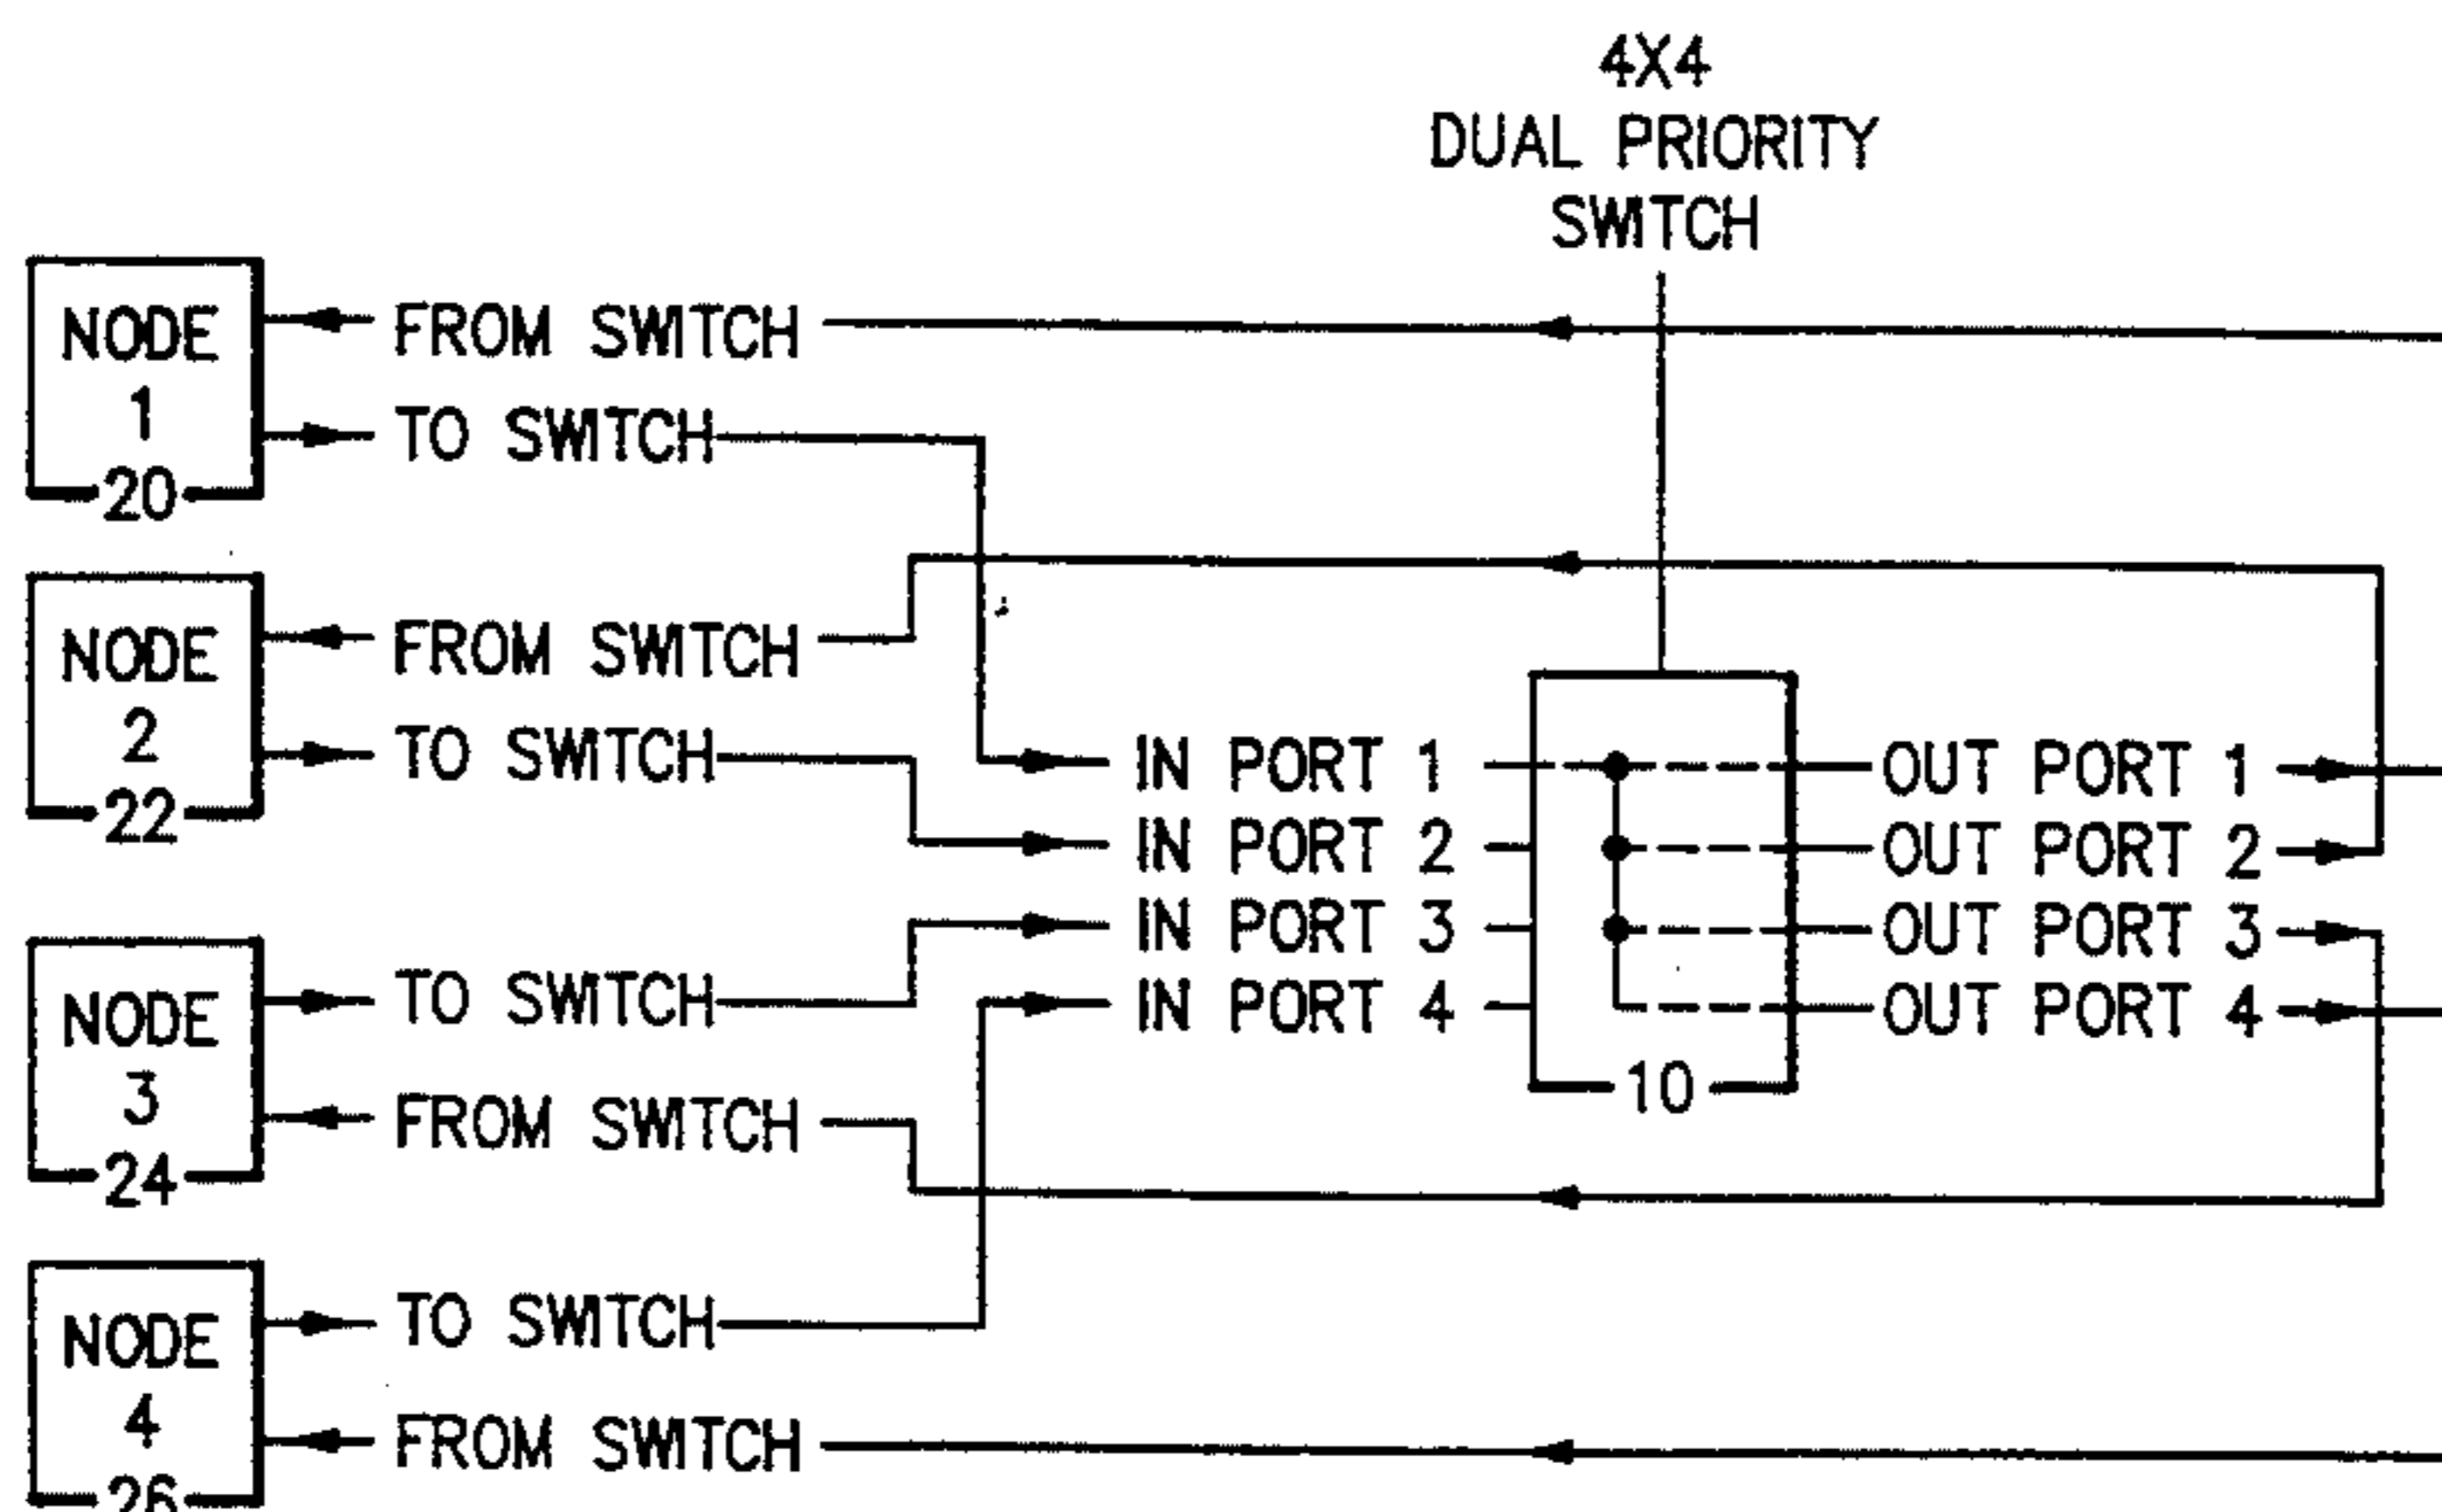 4X4
DUAL PRIORITY
SWITCH
NODE
1
20
FROM SWITCH
TO SWITCH
NODE
2
22
FROM SWITCH
TO SWITCH
NODE
3
24
TO SWITCH
FROM SWITCH
NODE
4
26
TO SWITCH
FROM SWITCH
IN PORT 1
IN PORT 2
IN PORT 3
IN PORT 4
10
OUT PORT 1
OUT PORT 2
OUT PORT 3
OUT PORT 4